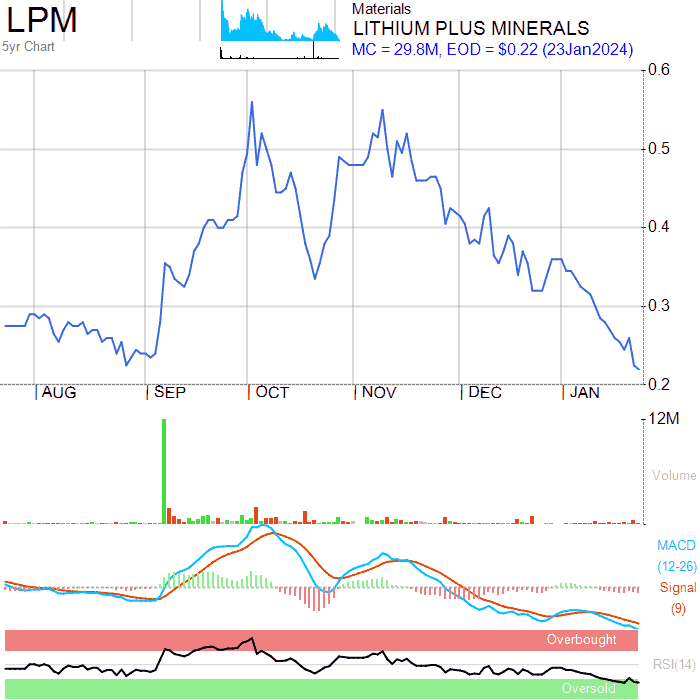 LPM
5yr Chart
Materials
LITHIUM PLUS MINERALS
MC = 29.8M, EOD = $0.22 (23Jan2024)
0.6
0.5
0.4
0.3
0.2
AUG SEP OCT NOV DEC JAN
12M
Volume
MACD
(12-26)
Signal
(9)
Overbought
RSI(14)
Oversold